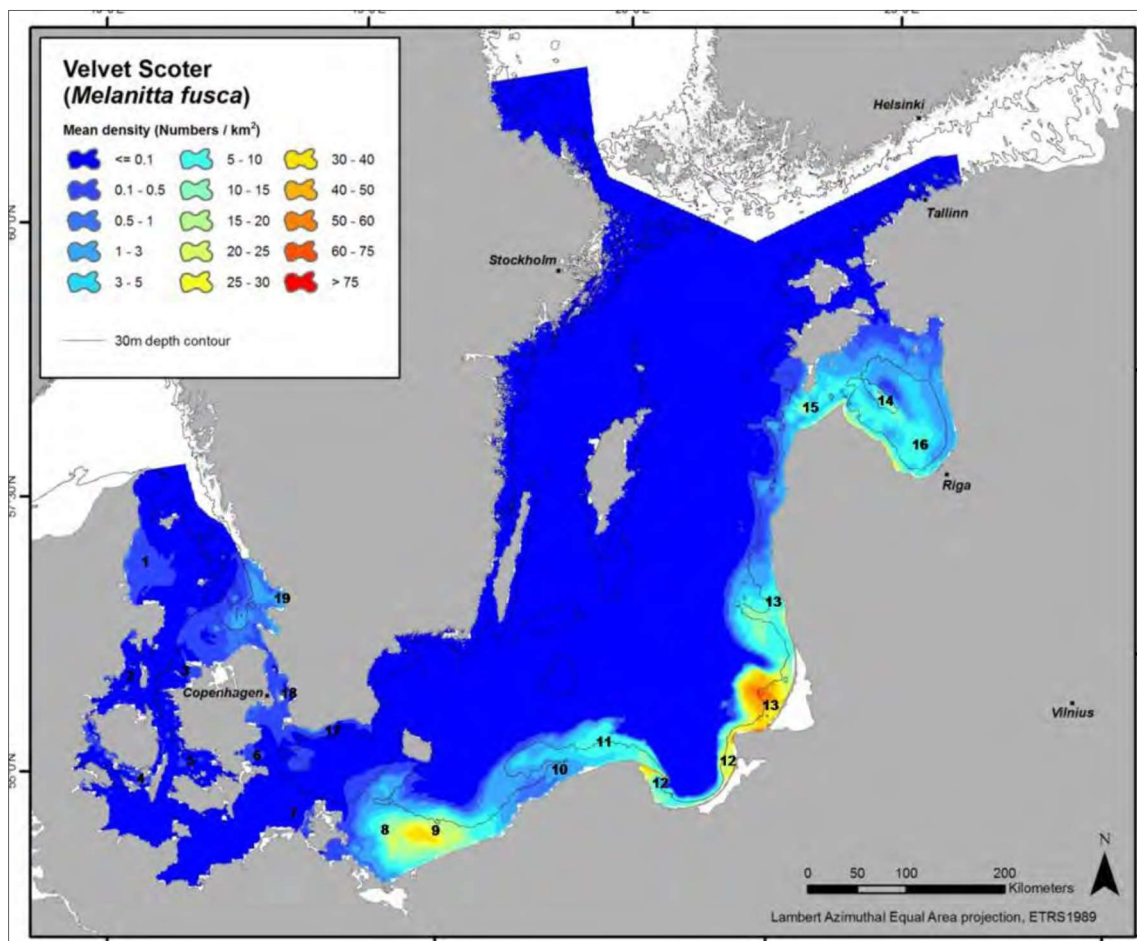 Velvet Scoter
(Melanitta fusca)
Mean density (Numbers / km²)
<= 0.1
5 - 10
30 - 40
0.1 - 0.5
10 - 15
40 - 50
0.5 - 1
15 - 20
50 - 60
1 - 3
20 - 25
60 - 75
3 - 5
25 - 30
> 75
30m depth contour
Helsinki
Tallinn
60°0'N
Stockholm
14
15
16
Riga
57°30'N
1
19
13
2
3
18
Copenhagen
13
Vilnius
17
11
6
5
10
12
12
4
7
8
9
N
0 50 100 200
Kilometers
Lambert Azimuthal Equal Area projection, ETRS1989